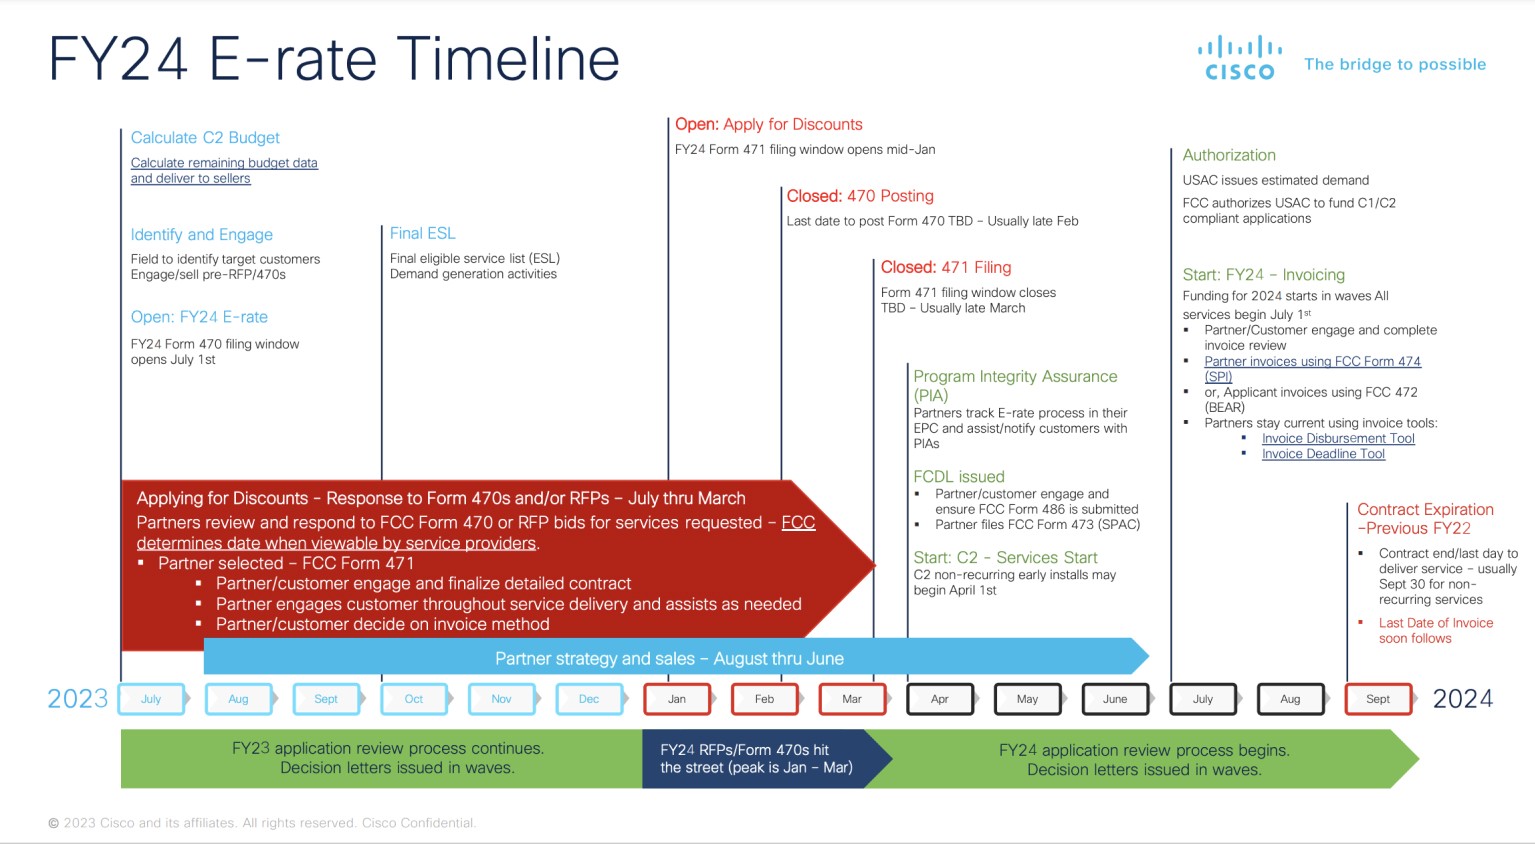 FY24 E-rate Timeline
CISCO
The bridge to possible
Calculate C2 Budget
Calculate remaining budget data
and deliver to sellers
Identify and Engage
Field to identify target customers
Engage/sell pre-RFP/470s
Open: FY24 E-rate
FY24 Form 470 filing window
opens July 1st
Final ESL
Final eligible service list (ESL)
Demand generation activities
Open: Apply for Discounts
FY24 Form 471 filing window opens mid-Jan
Closed: 470 Posting
Last date to post Form 470 TBD – Usually late Feb
Closed: 471 Filing
Form 471 filing window closes
TBD – Usually late March
Program Integrity Assurance
(PIA)
Partners track E-rate process in their
EPC and assist/notify customers with
PIAs
FCDL issued
▪ Partner/customer engage and
ensure FCC Form 486 is submitted
▪ Partner files FCC Form 473 (SPAC)
Start: C2 – Services Start
C2 non-recurring early installs may
begin April 1st
Authorization
USAC issues estimated demand
FCC authorizes USAC to fund C1/C2
compliant applications
Start: FY24 – Invoicing
Funding for 2024 starts in waves All
services begin July 1st
▪ Partner/Customer engage and complete
invoice review
▪ Partner invoices using FCC Form 474
(SPI)
▪ or, Applicant invoices using FCC 472
(BEAR)
▪ Partners stay current using invoice tools:
▪ Invoice Disbursement Tool
▪ Invoice Deadline Tool
Contract Expiration
–Previous FY22
▪ Contract end/last day to
deliver service – usually
Sept 30 for non-
recurring services
▪ Last Date of Invoice
soon follows
Applying for Discounts – Response to Form 470s and/or RFPs – July thru March
Partners review and respond to FCC Form 470 or RFP bids for services requested – FCC
determines date when viewable by service providers.
▪ Partner selected – FCC Form 471
▪ Partner/customer engage and finalize detailed contract
▪ Partner engages customer throughout service delivery and assists as needed
▪ Partner/customer decide on invoice method
Partner strategy and sales – August thru June
2023
July
Aug
Sept
Oct
Nov
Dec
Jan
Feb
Mar
Apr
May
June
July
Aug
Sept
2024
FY23 application review process continues.
Decision letters issued in waves.
FY24 RFPs/Form 470s hit
the street (peak is Jan – Mar)
FY24 application review process begins.
Decision letters issued in waves.
© 2023 Cisco and its affiliates. All rights reserved. Cisco Confidential.